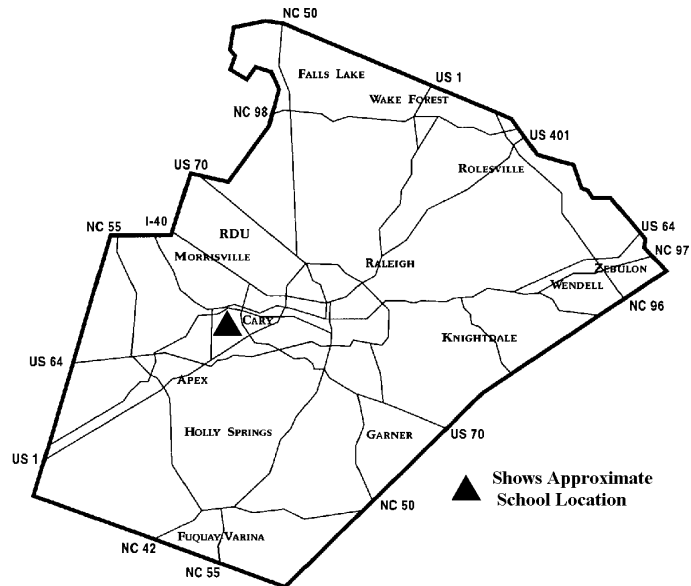 NC 50
FALLS LAKE
US 1
WAKE FOREST
NC 98
US 401
US 70
ROLESVILLE
NC 55
I-40
RDU
US 64
MORRISVILLE
RALEIGH
NC 97
ZEBULON
WENDELL
NC 96
CARY
KNIGHTDALE
US 64
APEX
HOLLY SPRINGS
GARNER
US 70
US 1
Shows Approximate
School Location
NC 50
FUQUAY VARINA
NC 42
NC 55